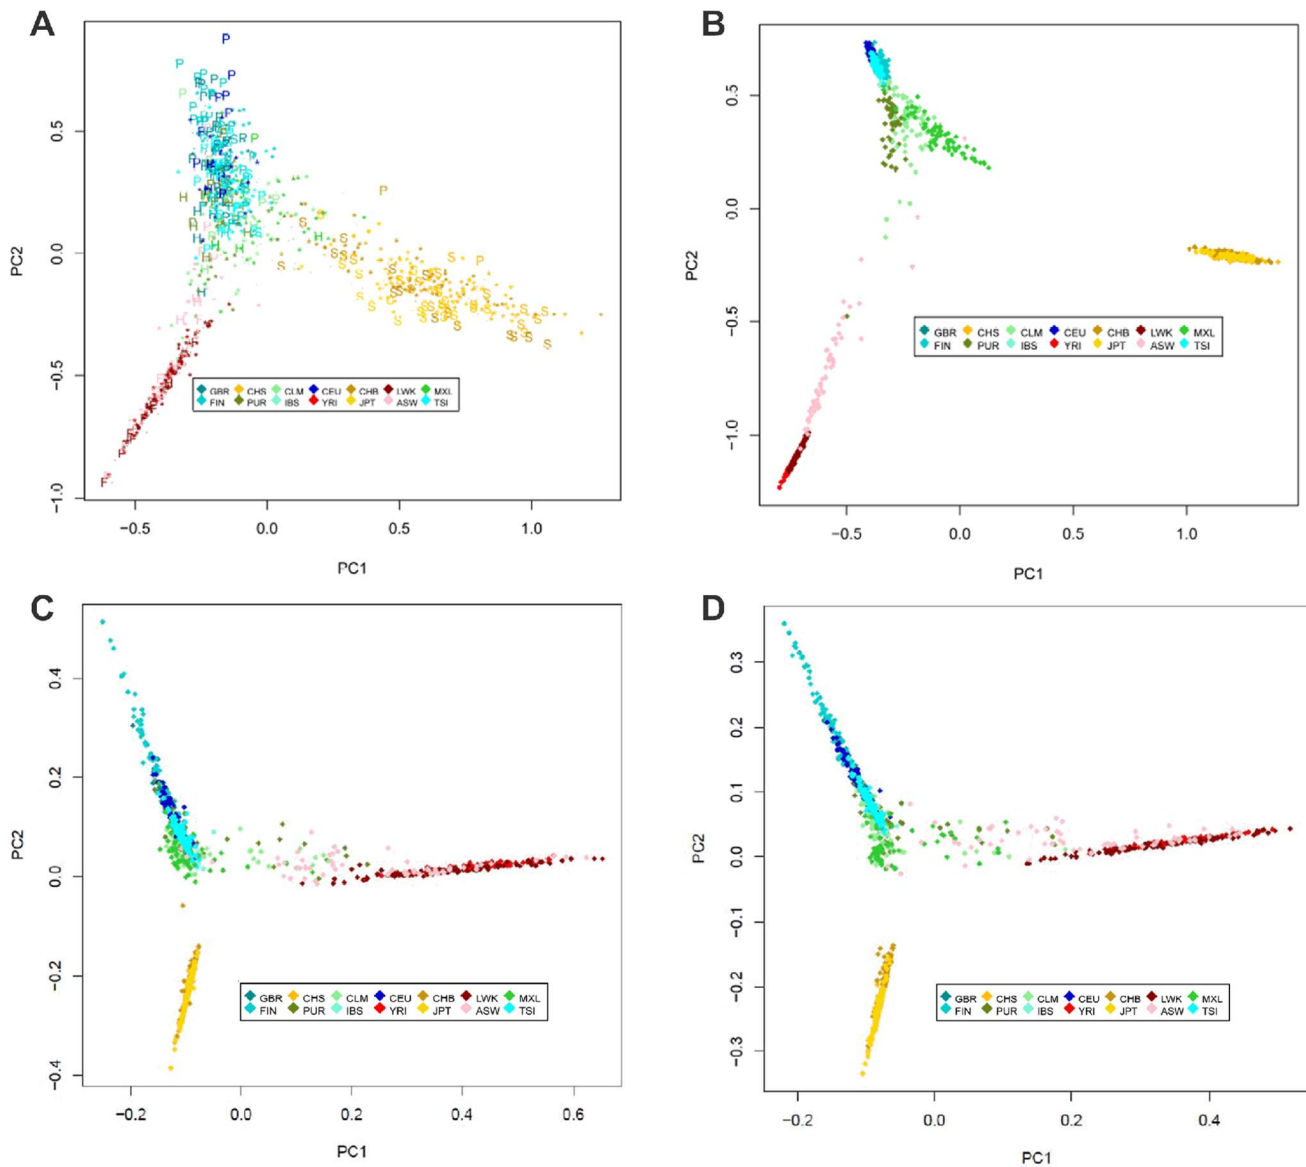 A
0.5
0.0
−0.5
−1.0
PC2
GBR CHS CLM CEU CHB LWK MXL
FIN PUR IBS YRI JPT ASW TSI
−0.5 0.0 0.5 1.0
PC1
B
0.5
0.0
−0.5
−1.0
PC2
GBR CHS CLM CEU CHB LWK MXL
FIN PUR IBS YRI JPT ASW TSI
−0.5 0.0 0.5 1.0
PC1
C
0.4
0.2
0.0
−0.2
−0.4
PC2
GBR CHS CLM CEU CHB LWK MXL
FIN PUR IBS YRI JPT ASW TSI
−0.2 0.0 0.2 0.4 0.6
PC1
D
0.3
0.2
0.1
0.0
−0.1
−0.2
−0.3
PC2
GBR CHS CLM CEU CHB LWK MXL
FIN PUR IBS YRI JPT ASW TSI
−0.2 0.0 0.2 0.4
PC1